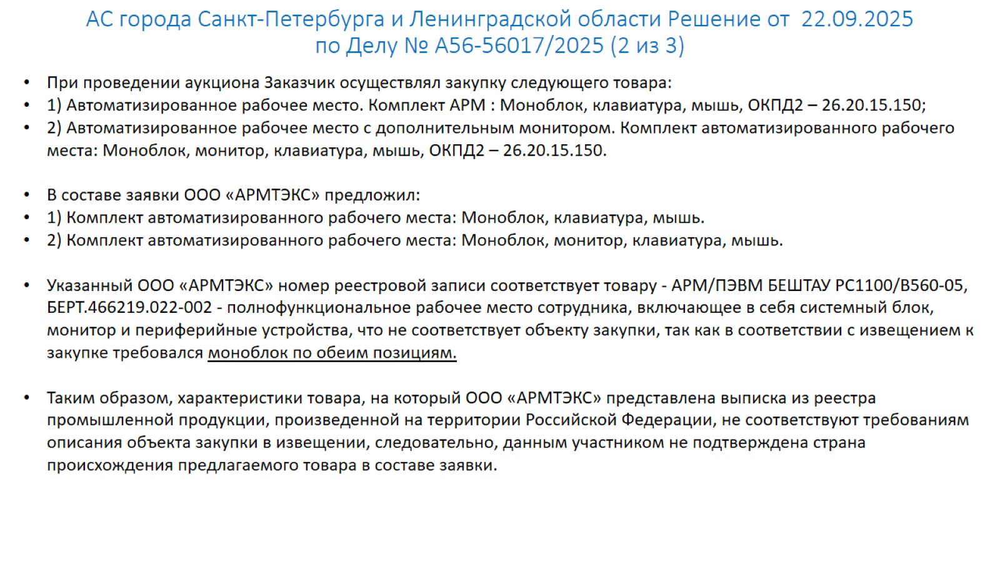 АС города Санкт-Петербурга и Ленинградской области Решение от 22.09.2025
по Делу № А56-56017/2025 (2 из 3)
• При проведении аукциона Заказчик осуществлял закупку следующего товара:
• 1) Автоматизированное рабочее место. Комплект АРМ : Моноблок, клавиатура, мышь, ОКПД2 – 26.20.15.150;
• 2) Автоматизированное рабочее место с дополнительным монитором. Комплект автоматизированного рабочего
места: Моноблок, монитор, клавиатура, мышь, ОКПД2 – 26.20.15.150.
• В составе заявки ООО «АРМТЭКС» предложил:
• 1) Комплект автоматизированного рабочего места: Моноблок, клавиатура, мышь.
• 2) Комплект автоматизированного рабочего места: Моноблок, монитор, клавиатура, мышь.
• Указанный ООО «АРМТЭКС» номер реестровой записи соответствует товару - АРМ/ПЭВМ БЕШТАУ РС1100/В560-05,
БЕРТ.466219.022-002 - полнофункциональное рабочее место сотрудника, включающее в себя системный блок,
монитор и периферийные устройства, что не соответствует объекту закупки, так как в соответствии с извещением к
закупке требовался моноблок по обеим позициям.
• Таким образом, характеристики товара, на который ООО «АРМТЭКС» представлена выписка из реестра
промышленной продукции, произведенной на территории Российской Федерации, не соответствуют требованиям
описания объекта закупки в извещении, следовательно, данным участником не подтверждена страна
происхождения предлагаемого товара в составе заявки.